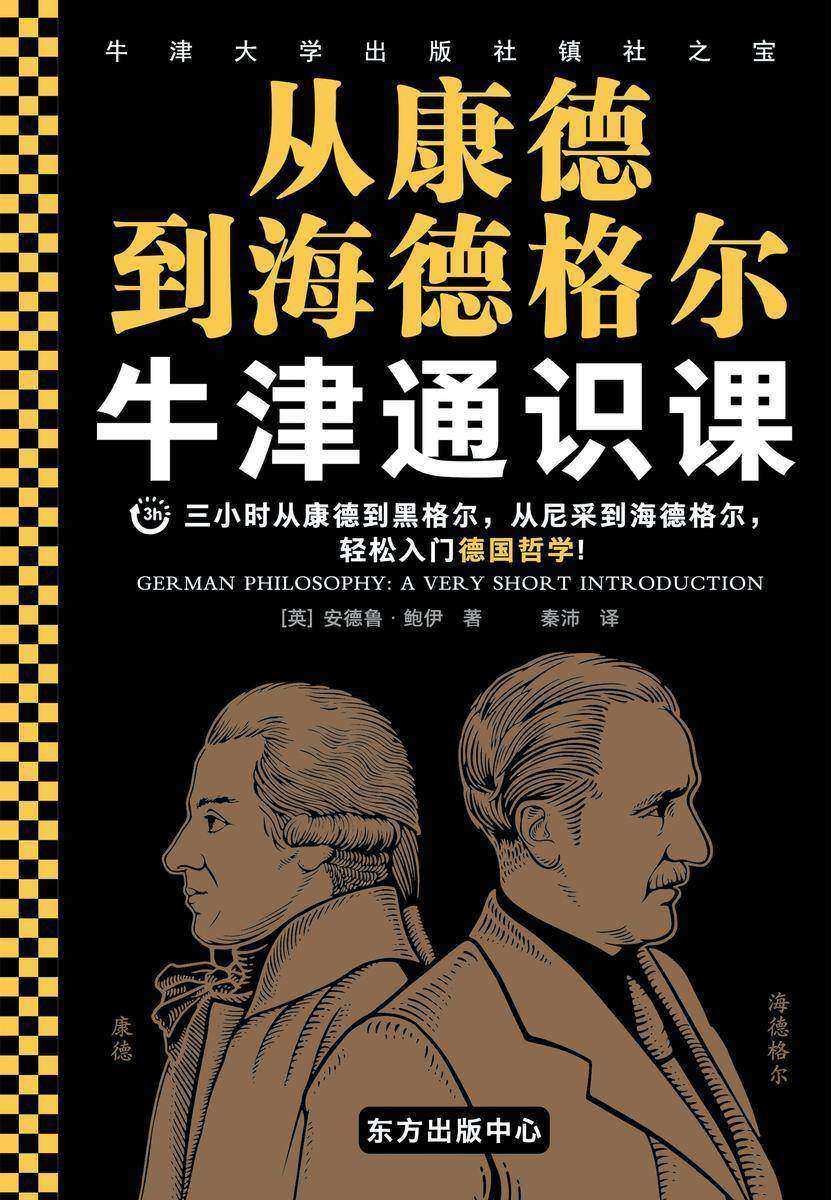 牛津大学出版社镇社之宝
从康德
到海德格尔
牛津通识课
3h 三小时从康德到黑格尔，从尼采到海德格尔，
轻松入门德国哲学!
GERMAN PHILOSOPHY: A VERY SHORT INTRODUCTION
[英] 安德鲁·鲍伊 著 秦沛 译
康德
海德格尔
东方出版中心